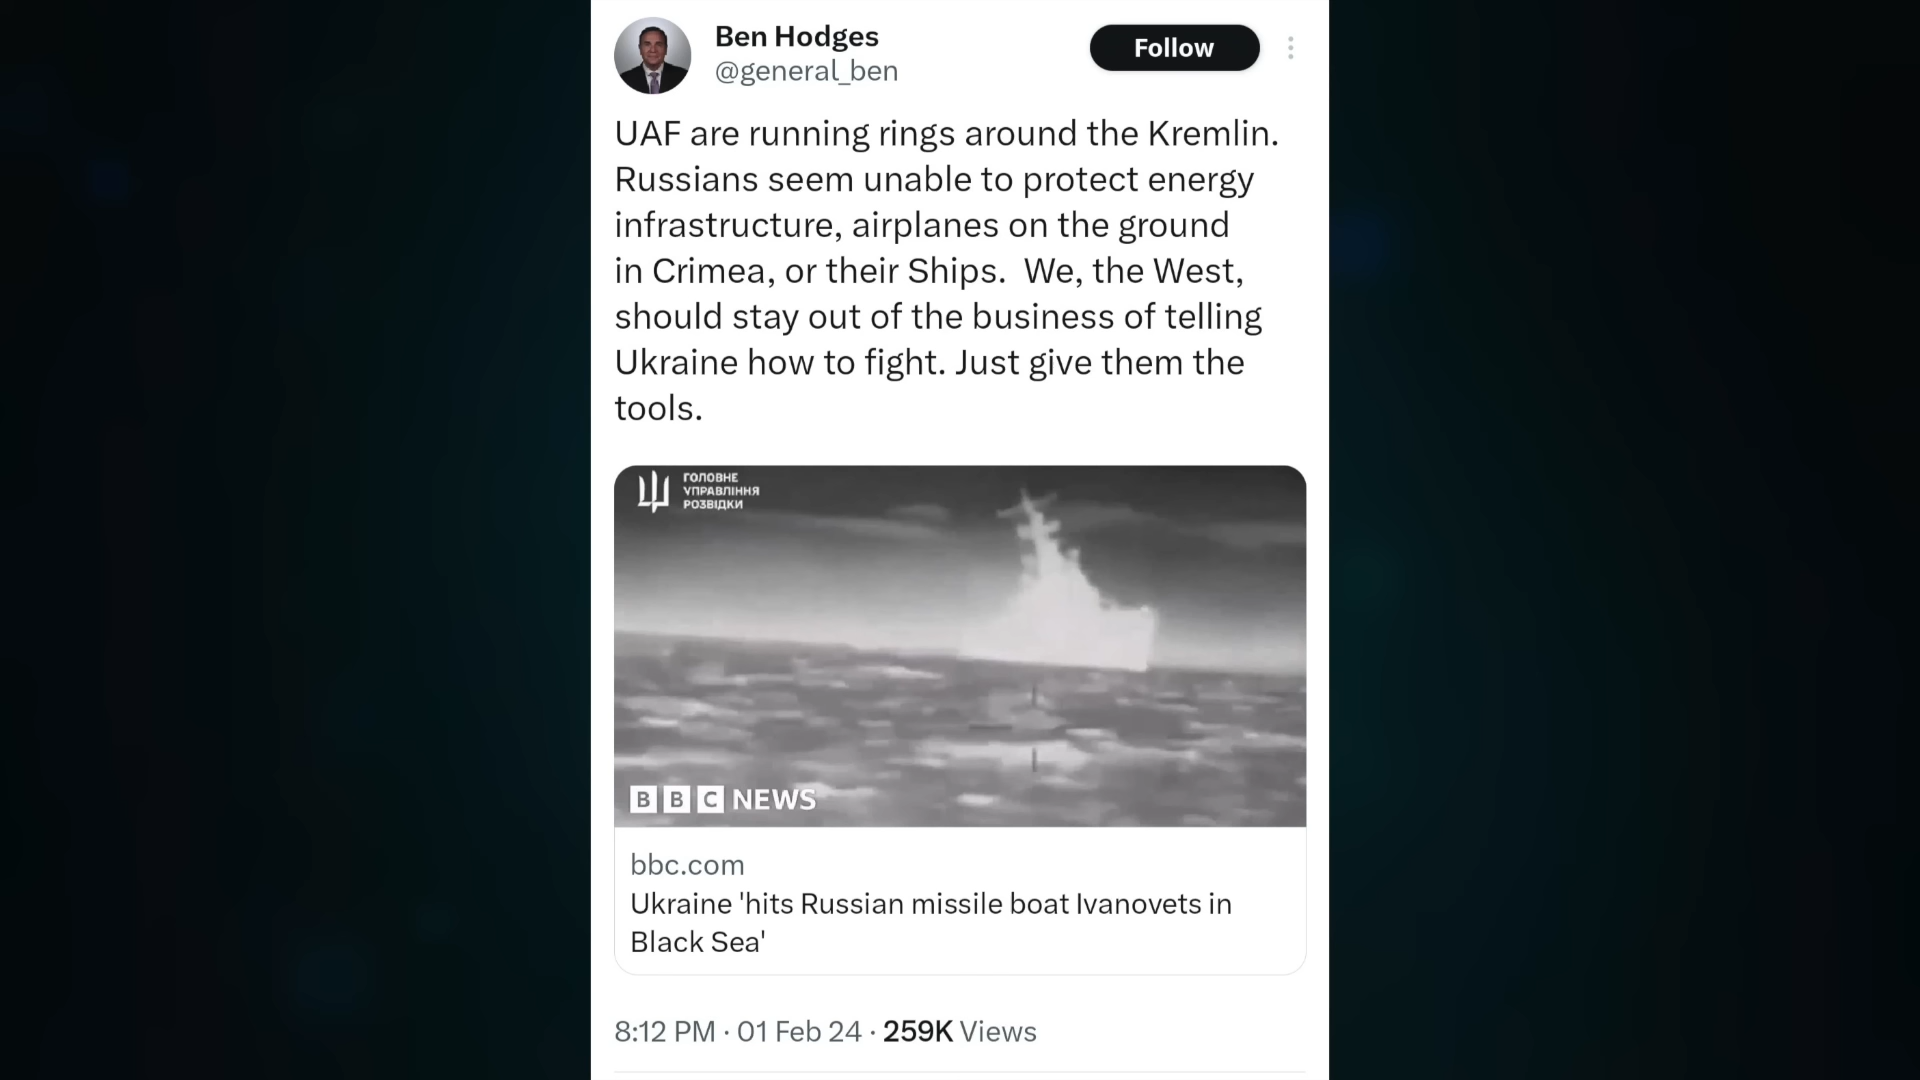 Ben Hodges
@general_ben
Follow
UAF are running rings around the Kremlin.
Russians seem unable to protect energy
infrastructure, airplanes on the ground
in Crimea, or their Ships.  We, the West,
should stay out of the business of telling
Ukraine how to fight. Just give them the
tools.
ГОЛОВНЕ
УПРАВЛІННЯ
РОЗВІДКИ
BBC NEWS
bbc.com
Ukraine 'hits Russian missile boat Ivanovets in
Black Sea'
8:12 PM · 01 Feb 24 · 259K Views